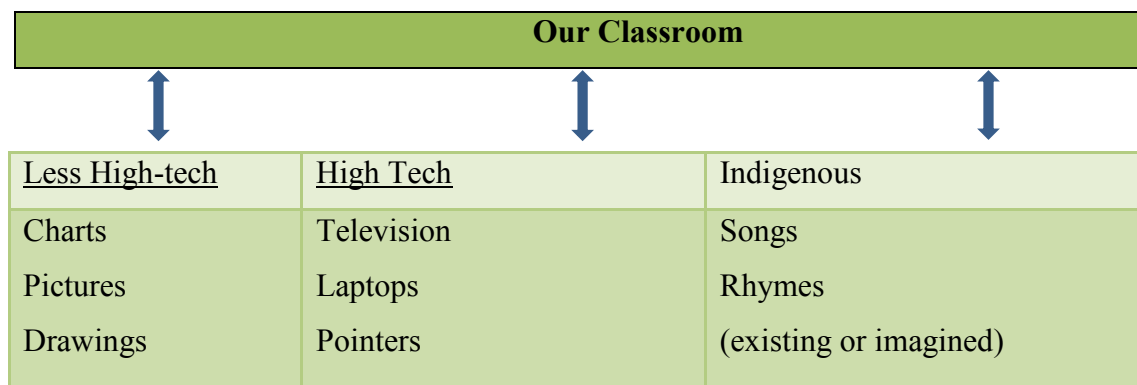 Our Classroom
Less High-tech
High Tech
Indigenous
Charts
Television
Songs
Pictures
Laptops
Rhymes
Drawings
Pointers
(existing or imagined)